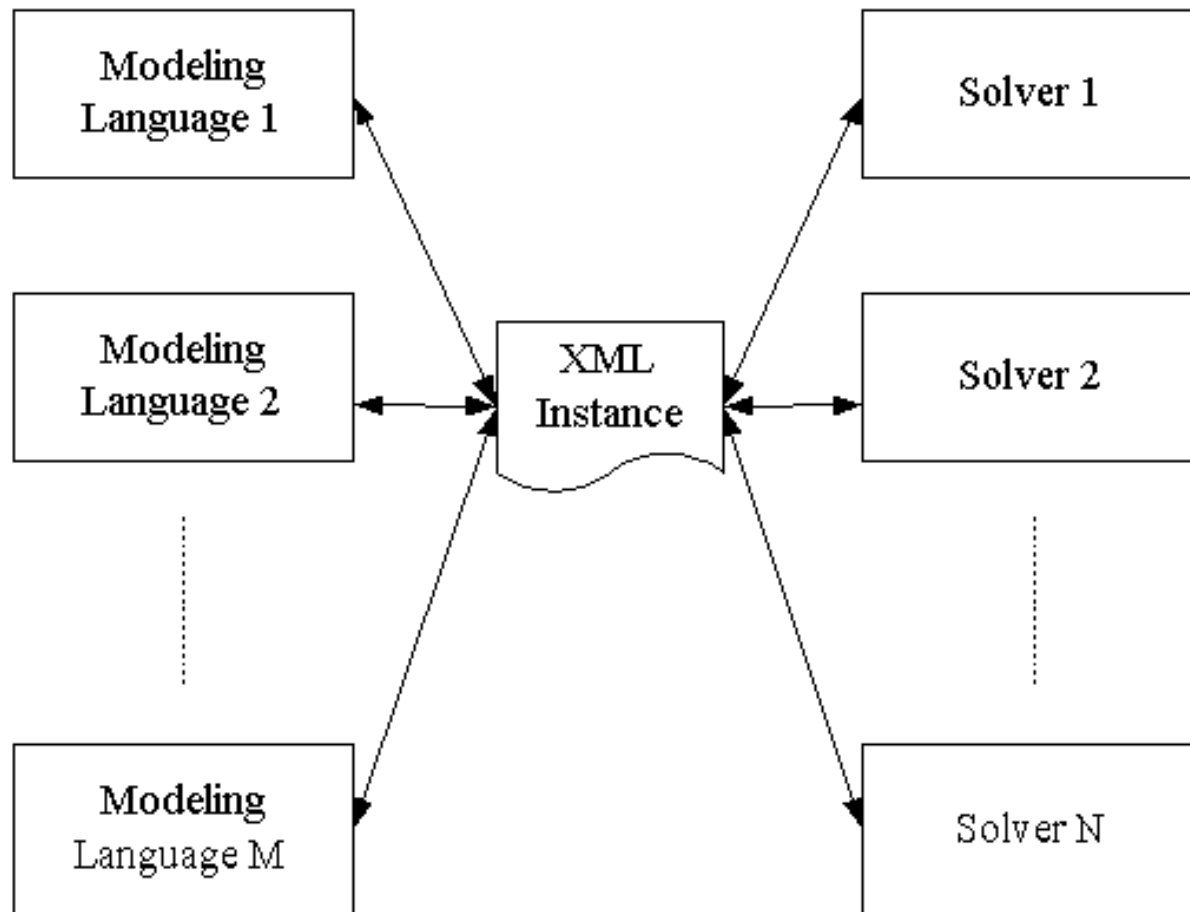 Modeling
Language 1
Solver 1
Modeling
Language 2
XML
Instance
Solver 2
Modeling
Language M
Solver N